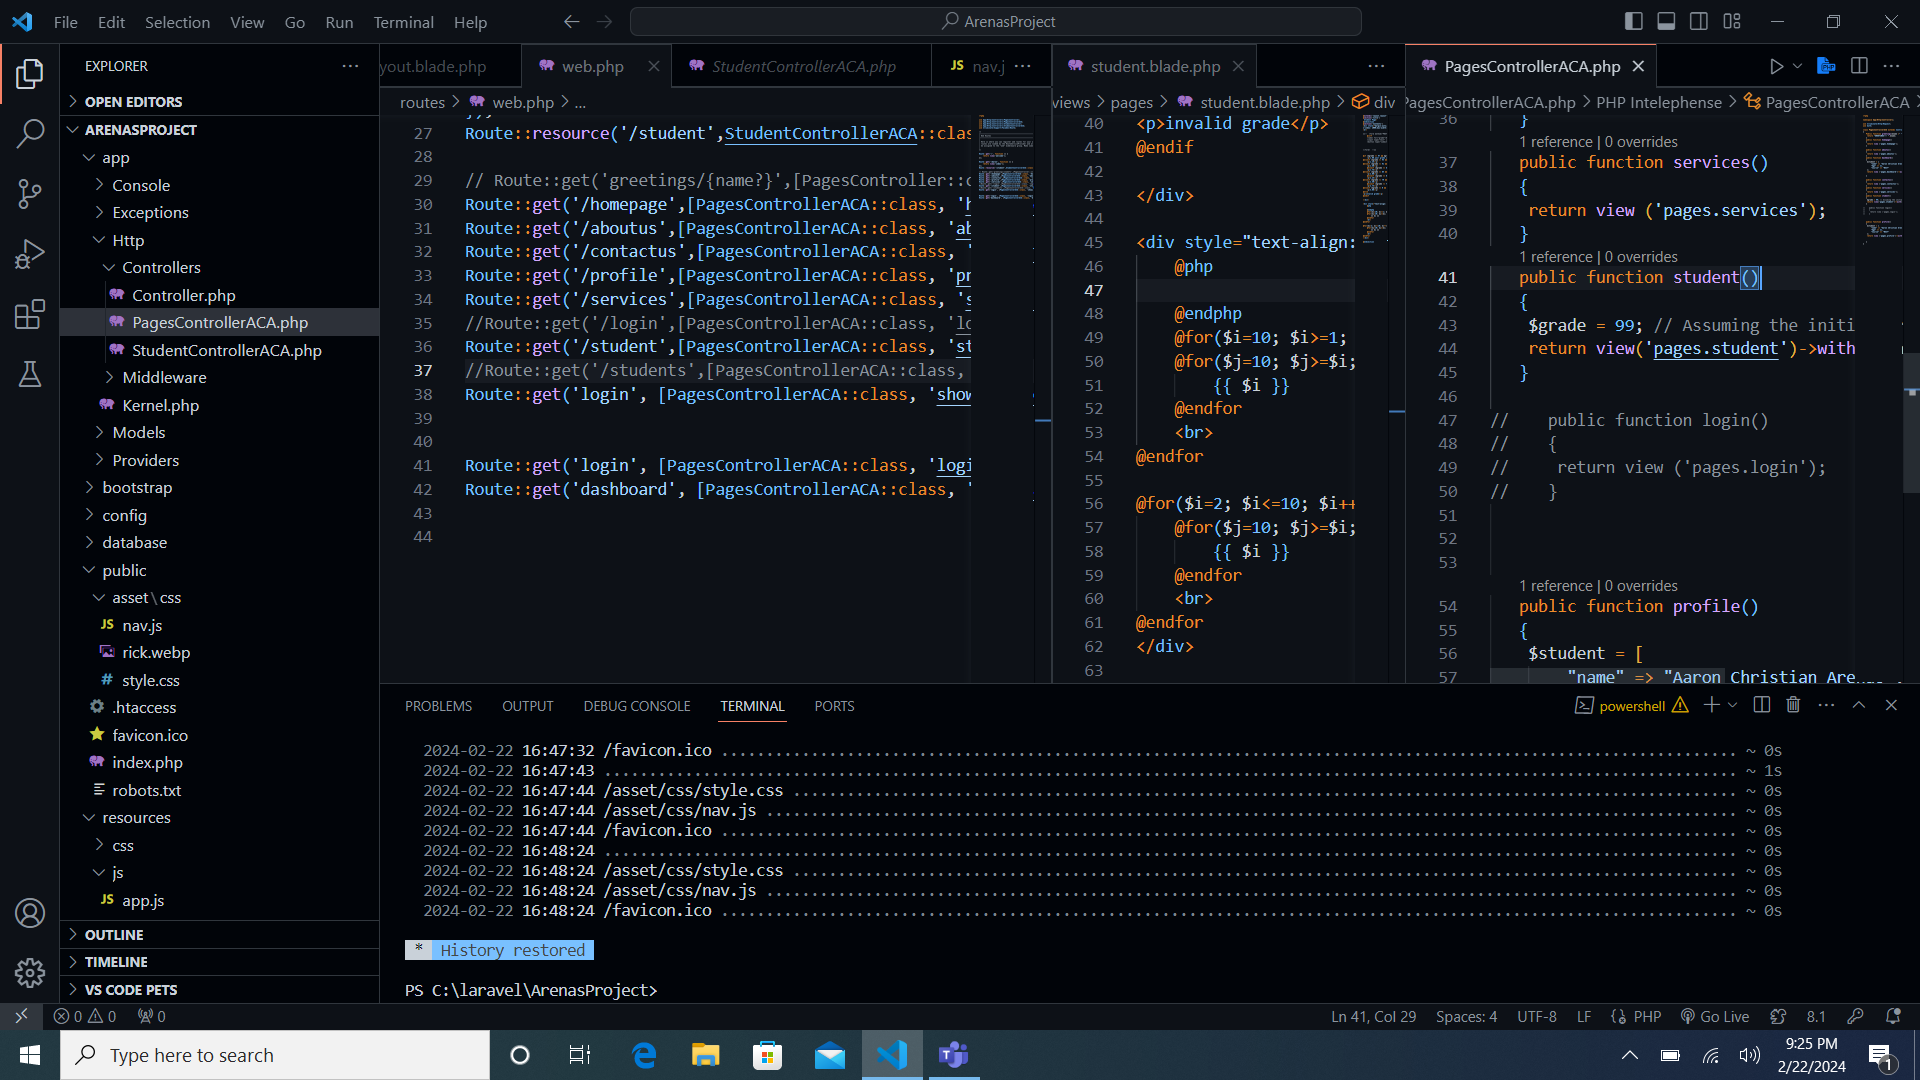 File Edit Selection View Go Run Terminal Help
ArenasProject
EXPLORER
OPEN EDITORS
ARENASPROJECT
app
Console
Exceptions
Http
Controllers
Controller.php
PagesControllerACA.php
StudentControllerACA.php
Middleware
Kernel.php
Models
Providers
bootstrap
config
database
public
asset\css
nav.js
rick.webp
style.css
.htaccess
favicon.ico
index.php
robots.txt
resources
css
js
app.js
OUTLINE
TIMELINE
VS CODE PETS
yout.blade.php
web.php
StudentControllerACA.php
nav.j
routes > web.php > ...
27 Route::resource('/student',StudentControllerACA::clas
28
29 // Route::get('greetings/{name?}',[PagesController::c
30 Route::get('/homepage',[PagesControllerACA::class, 'h
31 Route::get('/aboutus',[PagesControllerACA::class, 'ab
32 Route::get('/contactus',[PagesControllerACA::class, '
33 Route::get('/profile',[PagesControllerACA::class, 'pr
34 Route::get('/services',[PagesControllerACA::class, 's
35 //Route::get('/login',[PagesControllerACA::class, 'lo
36 Route::get('/student',[PagesControllerACA::class, 'st
37 //Route::get('/students',[PagesControllerACA::class,
38 Route::get('login', [PagesControllerACA::class, 'show
39
40
41 Route::get('login', [PagesControllerACA::class, 'logi
42 Route::get('dashboard', [PagesControllerACA::class, '
43
44
student.blade.php
views > pages > student.blade.php > div
40 <p>invalid grade</p>
41 @endif
42
43 </div>
44
45 <div style="text-align:
46 @php
47
48 @endphp
49 @for($i=10; $i>=1;
50 @for($j=10; $j>=$i;
51 {{ $i }}
52 @endfor
53 <br>
54 @endfor
55
56 @for($i=2; $i<=10; $i++
57 @for($j=10; $j>=$i;
58 {{ $i }}
59 @endfor
60 <br>
61 @endfor
62 </div>
63
PagesControllerACA.php
PagesControllerACA.php > PHP Intelephense > PagesControllerACA >
36 }
1 reference | 0 overrides
37 public function services()
38 {
39 return view ('pages.services');
40 }
1 reference | 0 overrides
41 public function student()
42 {
43 $grade = 99; // Assuming the initi
44 return view('pages.student')->with
45 }
46
47 // public function login()
48 // {
49 // return view ('pages.login');
50 // }
51
52
53
1 reference | 0 overrides
54 public function profile()
55 {
56 $student = [
57 "name" => "Aaron Christian Are
PROBLEMS OUTPUT DEBUG CONSOLE TERMINAL PORTS
powershell
2024-02-22 16:47:32 /favicon.ico ........ ~ 0s
2024-02-22 16:47:43 ........ ~ 1s
2024-02-22 16:47:44 /asset/css/style.css ........ ~ 0s
2024-02-22 16:47:44 /asset/css/nav.js ........ ~ 0s
2024-02-22 16:47:44 /favicon.ico ........ ~ 0s
2024-02-22 16:48:24 ........ ~ 0s
2024-02-22 16:48:24 /asset/css/style.css ........ ~ 0s
2024-02-22 16:48:24 /asset/css/nav.js ........ ~ 0s
2024-02-22 16:48:24 /favicon.ico ........ ~ 0s
* History restored
PS C:\laravel\ArenasProject>
0 0 0
Ln 41, Col 29 Spaces: 4 UTF-8 LF PHP Go Live 8.1
Type here to search
9:25 PM
2/22/2024
1